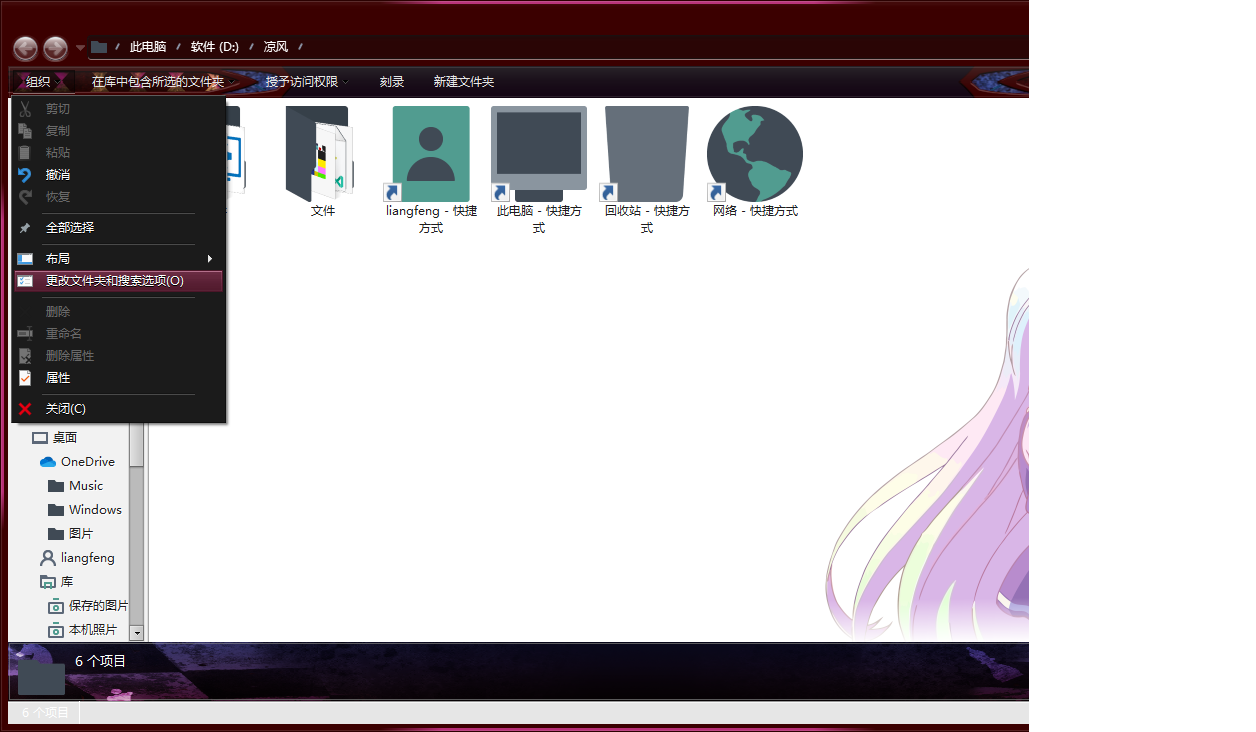 此电脑 / 软件 (D:) / 凉风 /
组织 在库中包含所选的文件夹 授予访问权限 刻录 新建文件夹
剪切
复制
粘贴
撤消
恢复
全部选择
布局
更改文件夹和搜索选项(O)
删除
重命名
删除属性
属性
关闭(C)
文件
liangfeng - 快捷
方式
此电脑 - 快捷方
式
回收站 - 快捷方
式
网络 - 快捷方式
桌面
OneDrive
Music
Windows
图片
liangfeng
库
保存的图片
本机照片
6 个项目
6 个项目